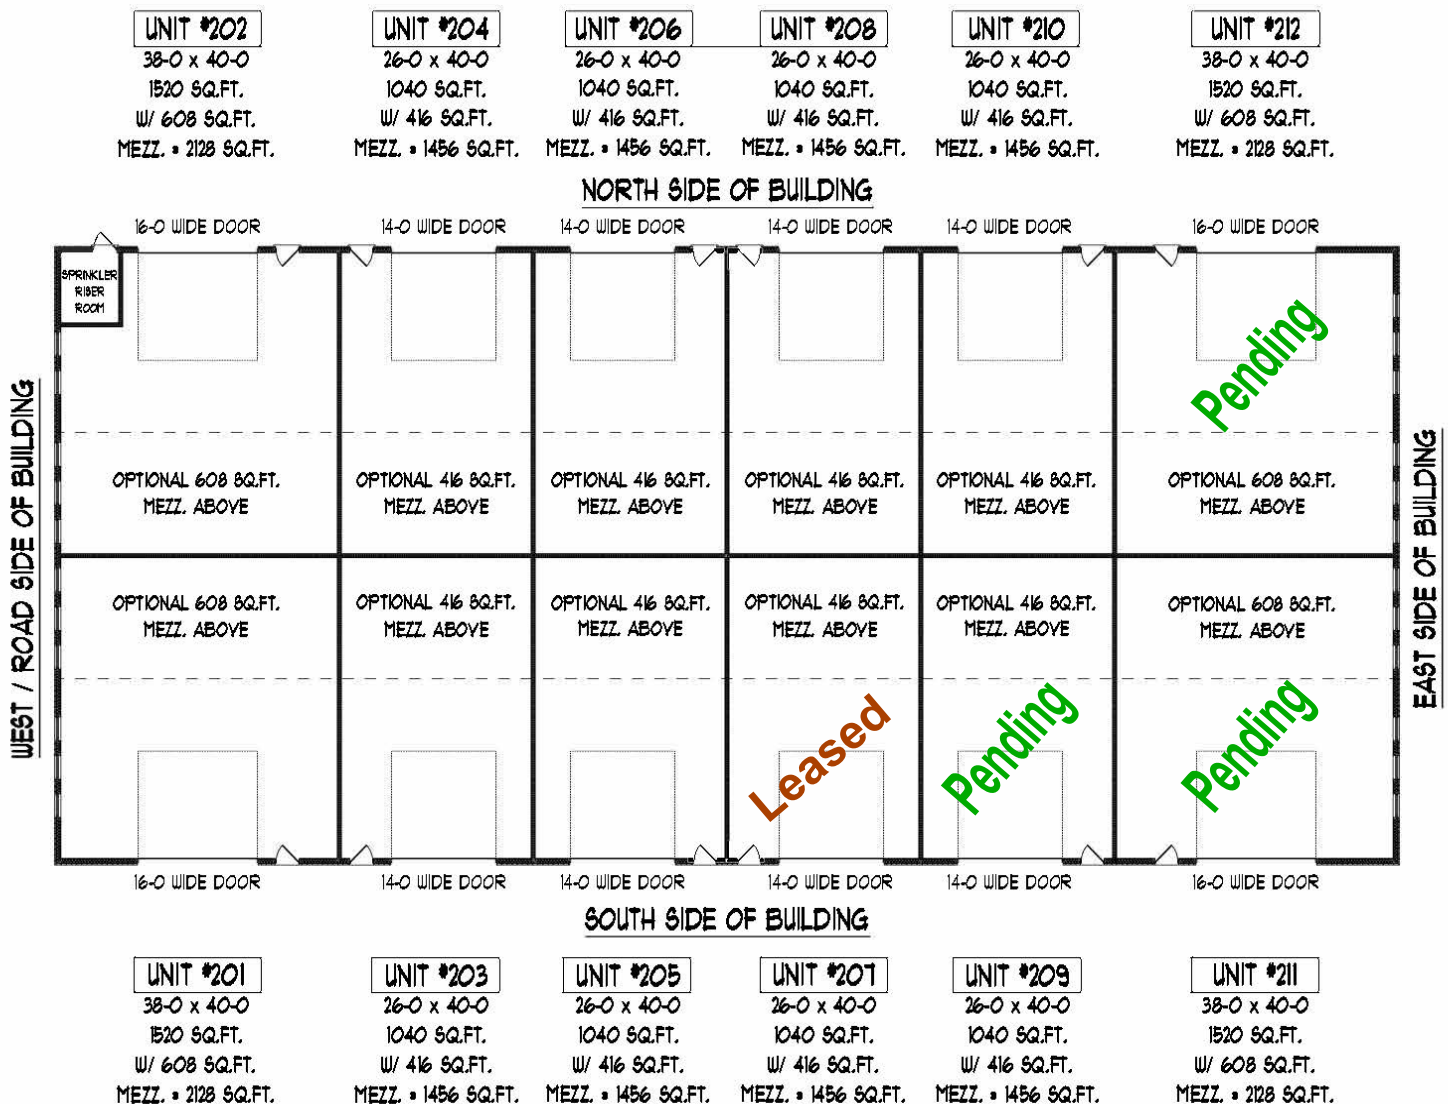 UNIT #202
38-0 x 40-0
1520 SQ.FT.
W/ 608 SQ.FT.
MEZZ. = 2128 SQ.FT.
UNIT #204
26-0 x 40-0
1040 SQ.FT.
W/ 416 SQ.FT.
MEZZ. = 1456 SQ.FT.
UNIT #206
26-0 x 40-0
1040 SQ.FT.
W/ 416 SQ.FT.
MEZZ. = 1456 SQ.FT.
UNIT #208
26-0 x 40-0
1040 SQ.FT.
W/ 416 SQ.FT.
MEZZ. = 1456 SQ.FT.
UNIT #210
26-0 x 40-0
1040 SQ.FT.
W/ 416 SQ.FT.
MEZZ. = 1456 SQ.FT.
UNIT #212
38-0 x 40-0
1520 SQ.FT.
W/ 608 SQ.FT.
MEZZ. = 2128 SQ.FT.
NORTH SIDE OF BUILDING
16-0 WIDE DOOR
14-0 WIDE DOOR
14-0 WIDE DOOR
14-0 WIDE DOOR
14-0 WIDE DOOR
16-0 WIDE DOOR
SPRINKLER
RISER
ROOM
Pending
WEST / ROAD SIDE OF BUILDING
EAST SIDE OF BUILDING
OPTIONAL 608 SQ.FT.
MEZZ. ABOVE
OPTIONAL 416 SQ.FT.
MEZZ. ABOVE
OPTIONAL 416 SQ.FT.
MEZZ. ABOVE
OPTIONAL 416 SQ.FT.
MEZZ. ABOVE
OPTIONAL 416 SQ.FT.
MEZZ. ABOVE
OPTIONAL 608 SQ.FT.
MEZZ. ABOVE
OPTIONAL 608 SQ.FT.
MEZZ. ABOVE
OPTIONAL 416 SQ.FT.
MEZZ. ABOVE
OPTIONAL 416 SQ.FT.
MEZZ. ABOVE
OPTIONAL 416 SQ.FT.
MEZZ. ABOVE
OPTIONAL 416 SQ.FT.
MEZZ. ABOVE
OPTIONAL 608 SQ.FT.
MEZZ. ABOVE
Leased
Pending
Pending
16-0 WIDE DOOR
14-0 WIDE DOOR
14-0 WIDE DOOR
14-0 WIDE DOOR
14-0 WIDE DOOR
16-0 WIDE DOOR
SOUTH SIDE OF BUILDING
UNIT #201
38-0 x 40-0
1520 SQ.FT.
W/ 608 SQ.FT.
MEZZ. = 2128 SQ.FT.
UNIT #203
26-0 x 40-0
1040 SQ.FT.
W/ 416 SQ.FT.
MEZZ. = 1456 SQ.FT.
UNIT #205
26-0 x 40-0
1040 SQ.FT.
W/ 416 SQ.FT.
MEZZ. = 1456 SQ.FT.
UNIT #207
26-0 x 40-0
1040 SQ.FT.
W/ 416 SQ.FT.
MEZZ. = 1456 SQ.FT.
UNIT #209
26-0 x 40-0
1040 SQ.FT.
W/ 416 SQ.FT.
MEZZ. = 1456 SQ.FT.
UNIT #211
38-0 x 40-0
1520 SQ.FT.
W/ 608 SQ.FT.
MEZZ. = 2128 SQ.FT.